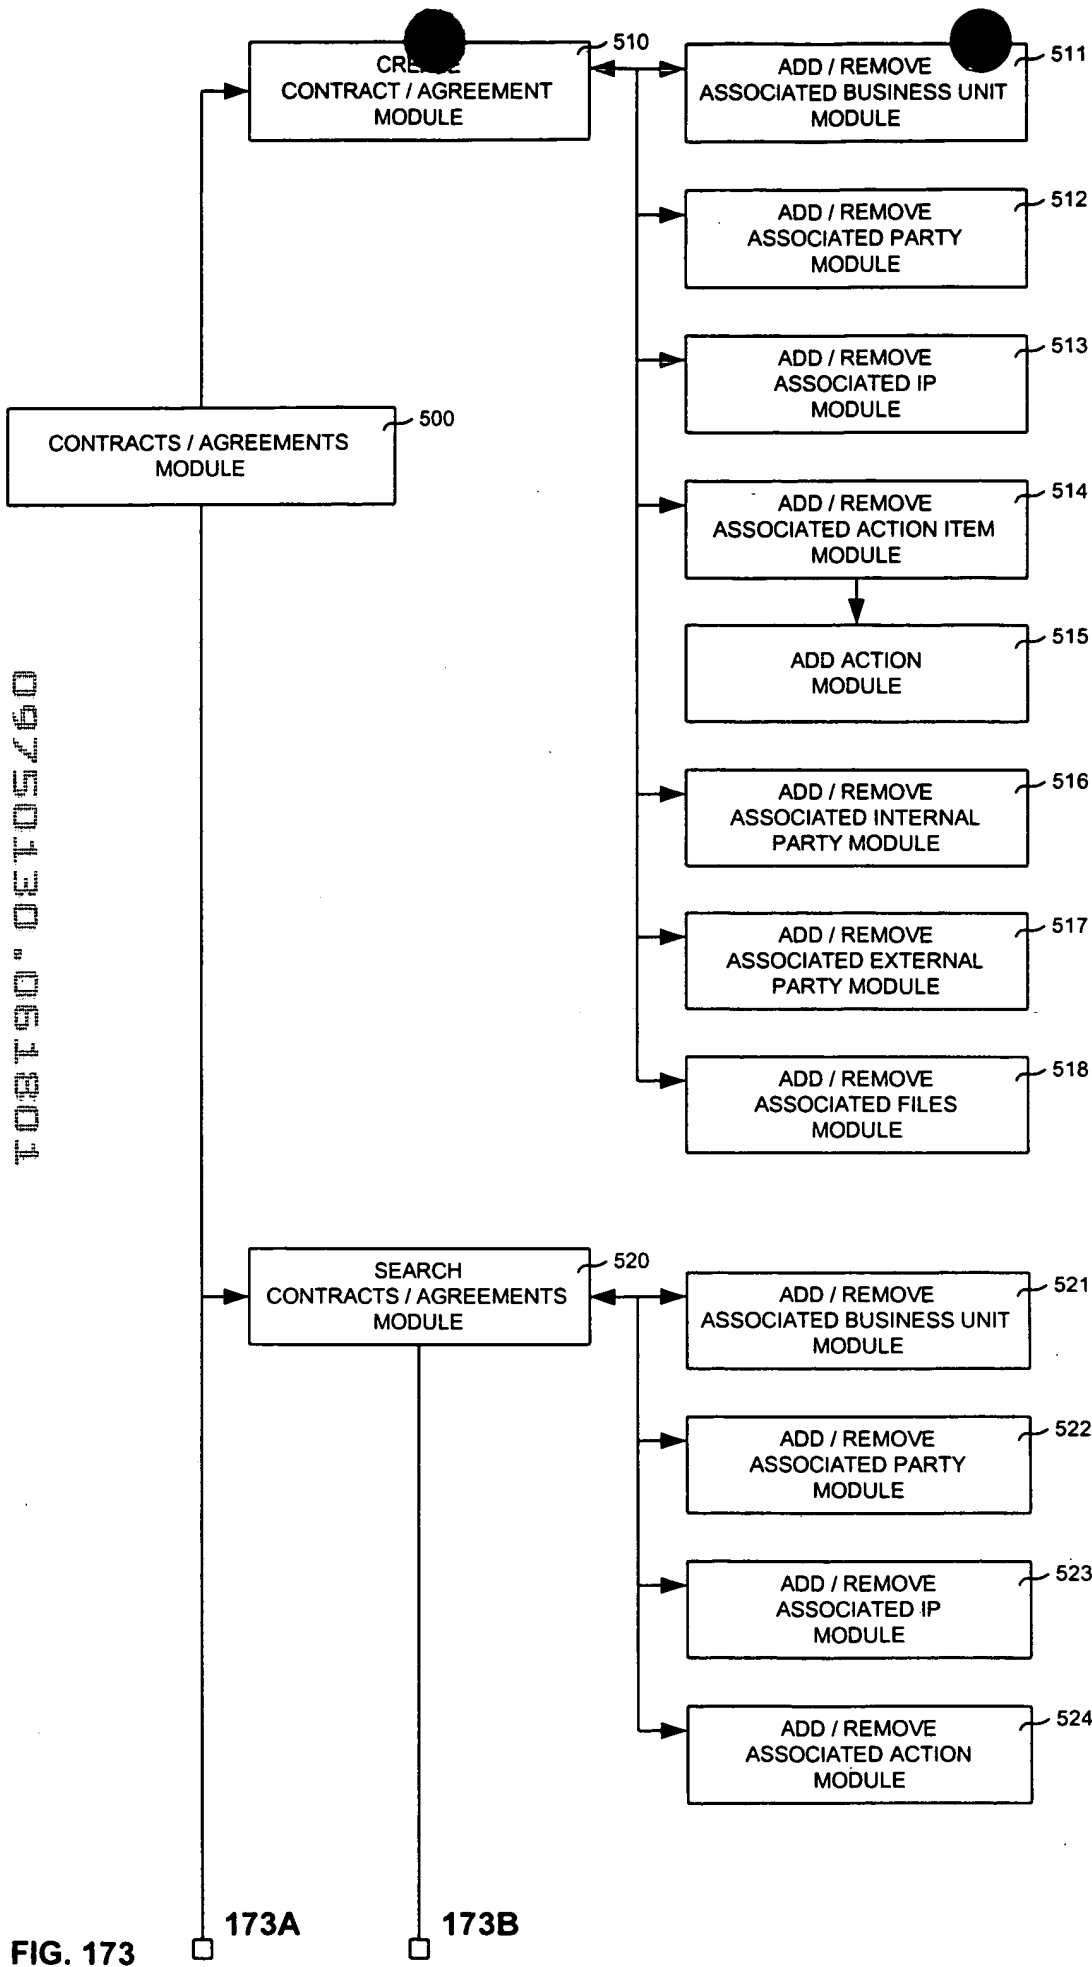 510
CONTRACT / AGREEMENT
MODULE
511
ADD / REMOVE
ASSOCIATED BUSINESS UNIT
MODULE
512
ADD / REMOVE
ASSOCIATED PARTY
MODULE
513
ADD / REMOVE
ASSOCIATED IP
MODULE
500
CONTRACTS / AGREEMENTS
MODULE
514
ADD / REMOVE
ASSOCIATED ACTION ITEM
MODULE
515
ADD ACTION
MODULE
516
ADD / REMOVE
ASSOCIATED INTERNAL
PARTY MODULE
517
ADD / REMOVE
ASSOCIATED EXTERNAL
PARTY MODULE
518
ADD / REMOVE
ASSOCIATED FILES
MODULE
09750130.061801
520
SEARCH
CONTRACTS / AGREEMENTS
MODULE
521
ADD / REMOVE
ASSOCIATED BUSINESS UNIT
MODULE
522
ADD / REMOVE
ASSOCIATED PARTY
MODULE
523
ADD / REMOVE
ASSOCIATED IP
MODULE
524
ADD / REMOVE
ASSOCIATED ACTION
MODULE
173A
173B
FIG. 173